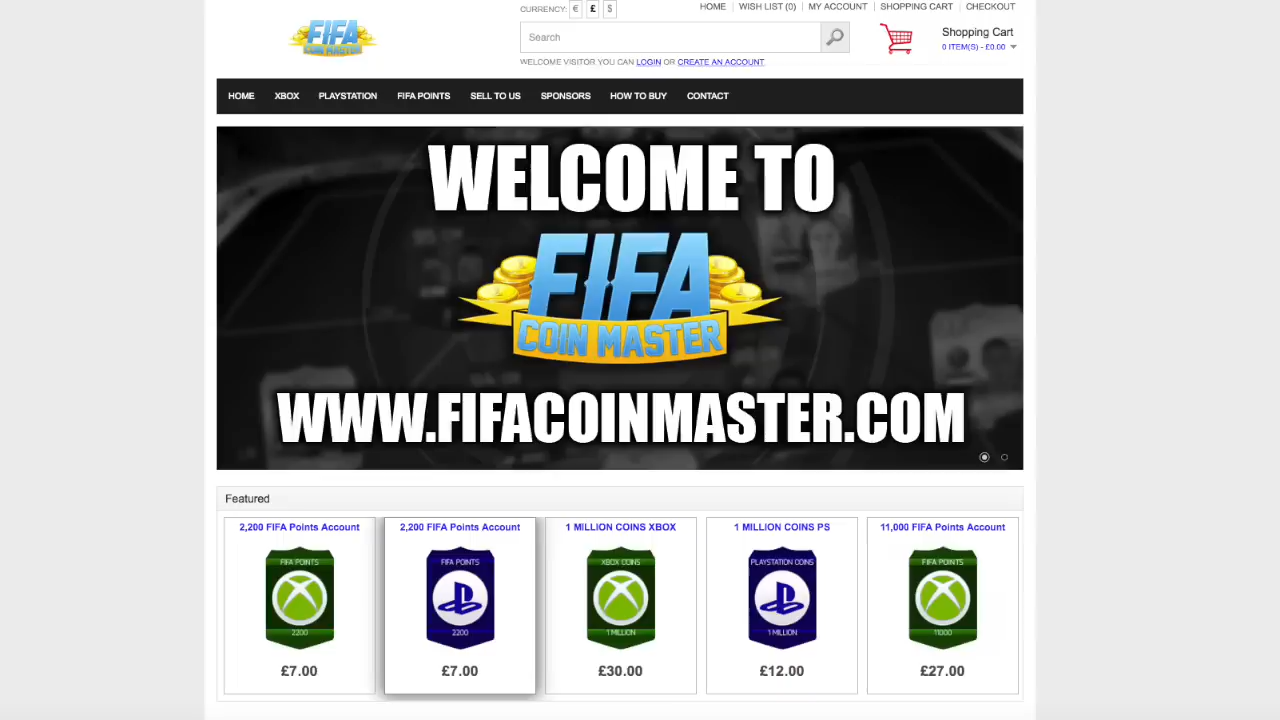 CURRENCY: € £ $
HOME WISH LIST (0) MY ACCOUNT SHOPPING CART CHECKOUT
FIFA
COIN MASTER
Search
Shopping Cart
0 ITEM(S) - £0.00
WELCOME VISITOR YOU CAN LOGIN OR CREATE AN ACCOUNT
HOME XBOX PLAYSTATION FIFA POINTS SELL TO US SPONSORS HOW TO BUY CONTACT
WELCOME TO
FIFA
COIN MASTER
WWW.FIFACOINMASTER.COM
Featured
2,200 FIFA Points Account
FIFA POINTS
2200
£7.00
2,200 FIFA Points Account
FIFA POINTS
2200
£7.00
1 MILLION COINS XBOX
XBOX COINS
1 MILLION
£30.00
1 MILLION COINS PS
PLAYSTATION COINS
1 MILLION
£12.00
11,000 FIFA Points Account
FIFA POINTS
11000
£27.00